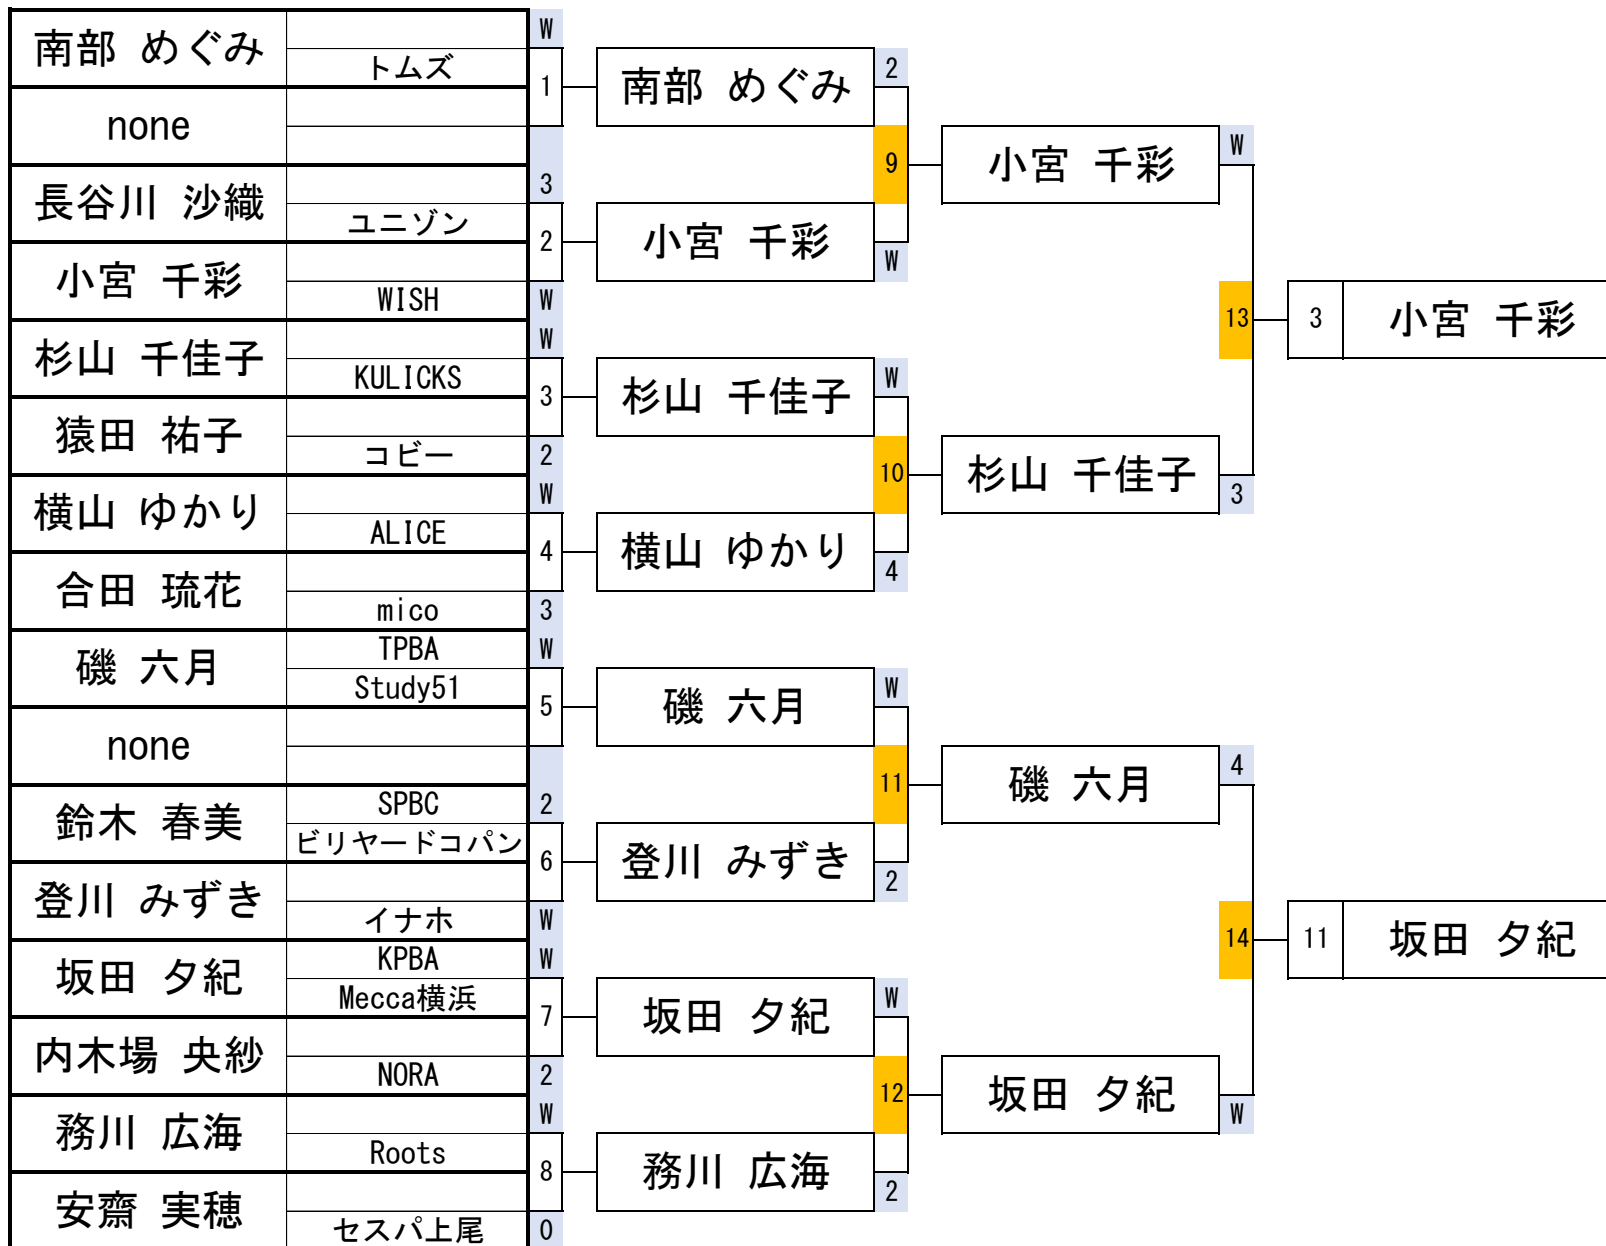 南部 めぐみ
トムズ
W
1
none
長谷川 沙織
ユニゾン
3
2
小宮 千彩
WISH
W
杉山 千佳子
KULICKS
W
3
猿田 祐子
コビー
2
横山 ゆかり
ALICE
W
4
合田 琉花
mico
3
磯 六月
TPBA
Study51
W
5
none
鈴木 春美
SPBC
ビリヤードコパン
2
6
登川 みずき
イナホ
W
坂田 夕紀
KPBA
Mecca横浜
W
7
内木場 央紗
NORA
2
務川 広海
Roots
W
8
安齋 実穂
セスパ上尾
0
南部 めぐみ
2
9
小宮 千彩
W
杉山 千佳子
W
10
横山 ゆかり
4
磯 六月
W
11
登川 みずき
2
坂田 夕紀
W
12
務川 広海
2
小宮 千彩
W
13
杉山 千佳子
3
磯 六月
4
14
坂田 夕紀
W
3
小宮 千彩
11
坂田 夕紀